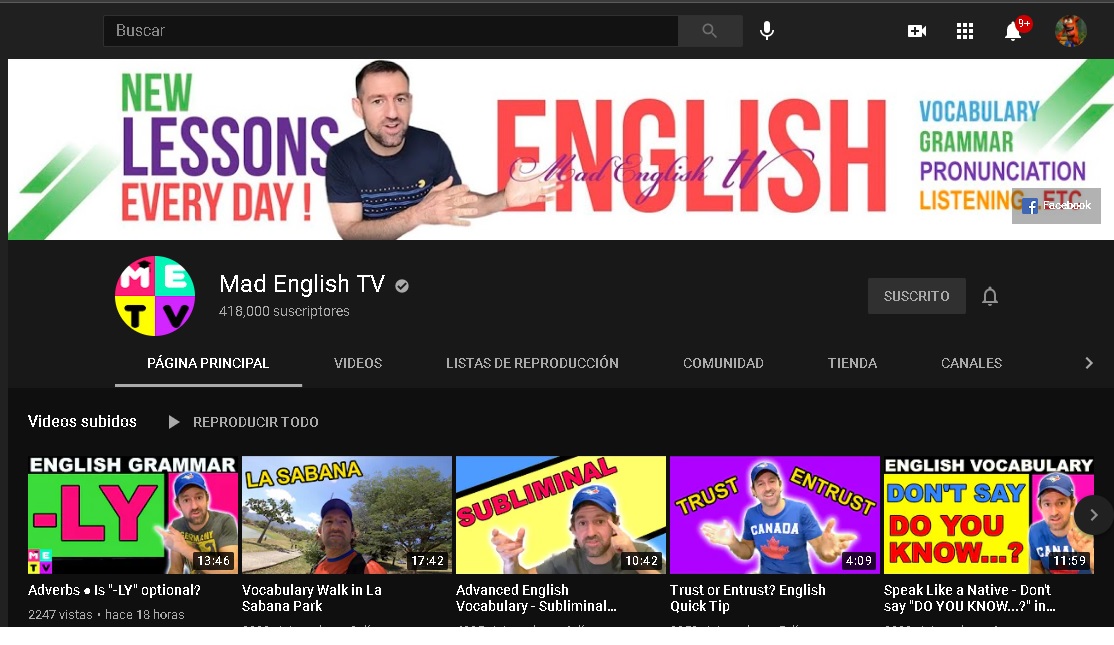 Buscar
9+
NEW
LESSONS
EVERY DAY !
ENGLISH
Mad English tv
VOCABULARY
GRAMMAR
PRONUNCIATION
LISTENING
Facebook
M E
T V
Mad English TV
418,000 suscriptores
SUSCRITO
PÁGINA PRINCIPAL VIDEOS LISTAS DE REPRODUCCIÓN COMUNIDAD TIENDA CANALES
Videos subidos REPRODUCIR TODO
ENGLISH GRAMMAR
-LY
GERMANY
M E
T V
13:46
Adverbs ● Is "-LY" optional?
2247 vistas • hace 18 horas
LA SABANA
17:42
Vocabulary Walk in La
Sabana Park
SUBLIMINAL
10:42
Advanced English
Vocabulary - Subliminal...
TRUST ENTRUST
CANADA
4:09
Trust or Entrust? English
Quick Tip
ENGLISH VOCABULARY
DON'T SAY
DO YOU
KNOW...?
11:59
Speak Like a Native - Don't
say "DO YOU KNOW...?" in...